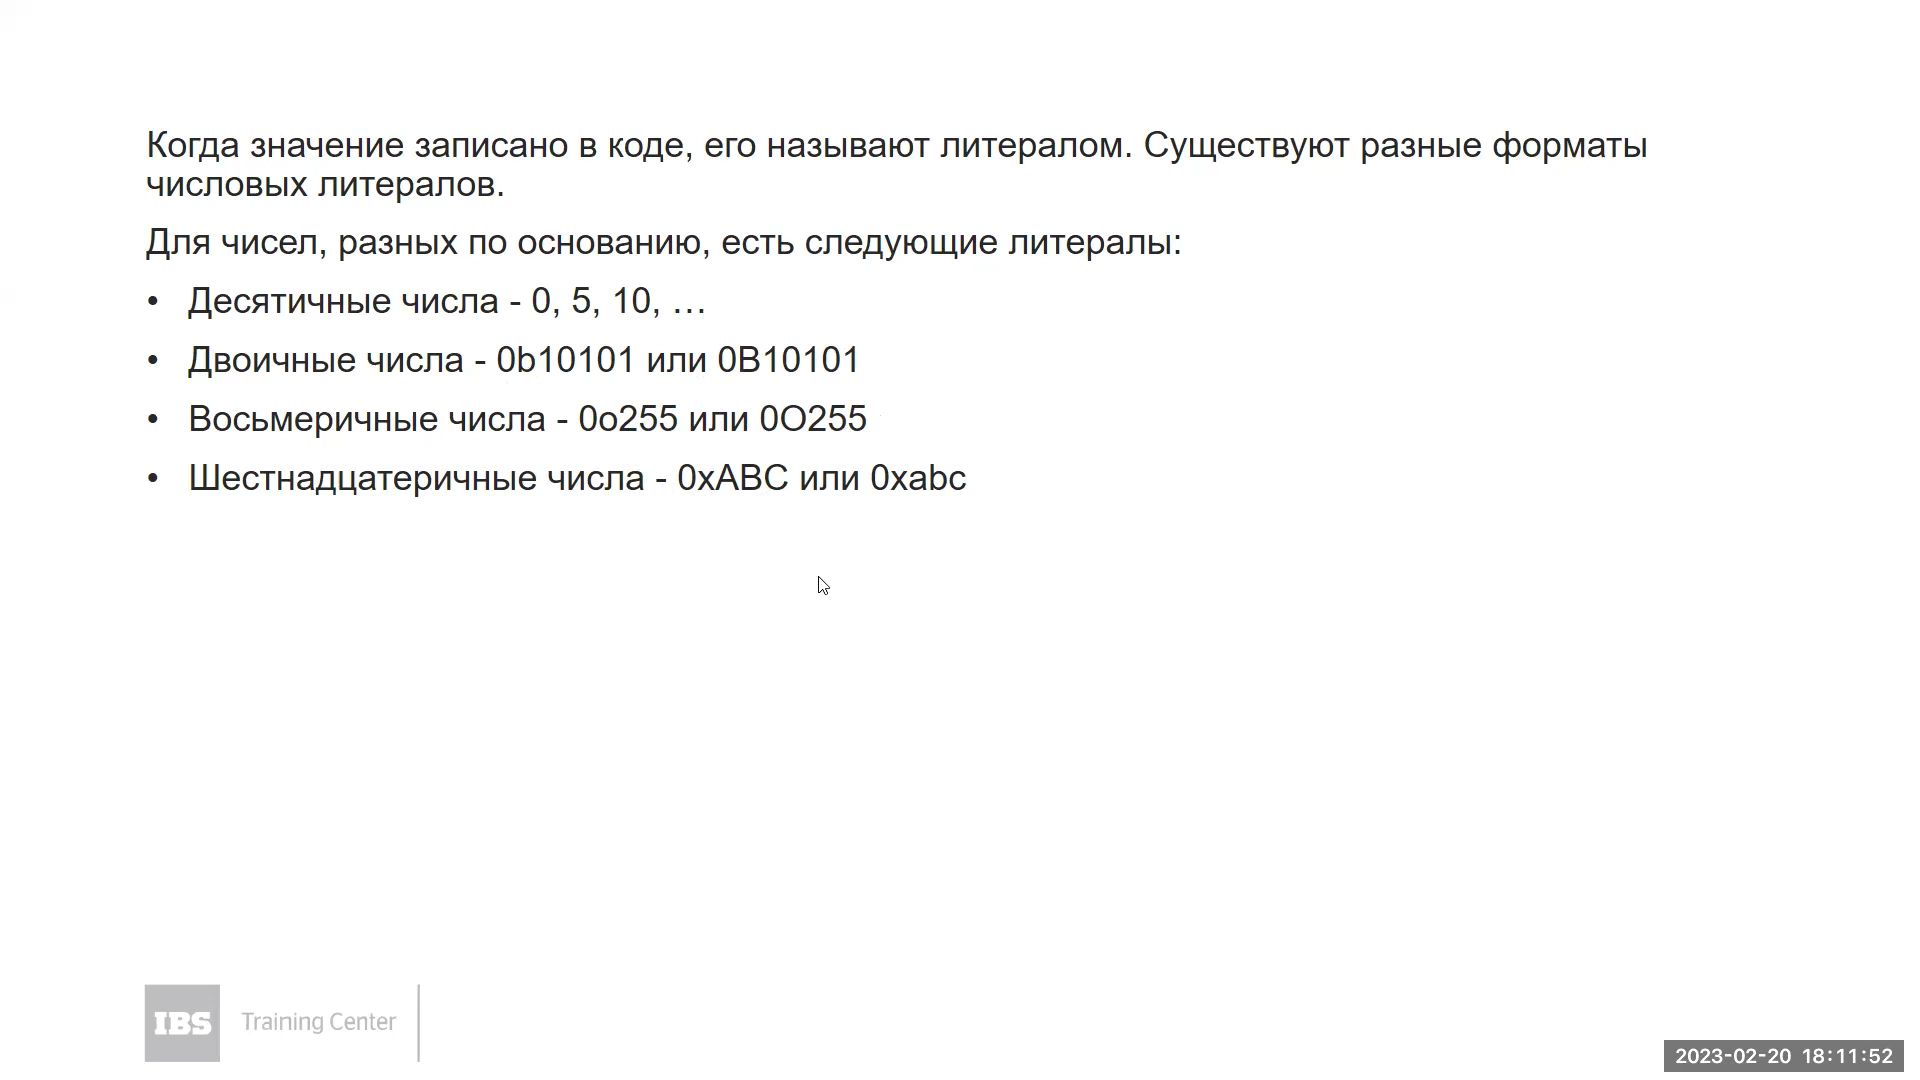 Когда значение записано в коде, его называют литералом. Существуют разные форматы
числовых литералов.
Для чисел, разных по основанию, есть следующие литералы:
• Десятичные числа - 0, 5, 10, …
• Двоичные числа - 0b10101 или 0B10101
• Восьмеричные числа - 0o255 или 0O255
• Шестнадцатеричные числа - 0xABC или 0xabc
IBS Training Center
2023-02-20 18:11:52